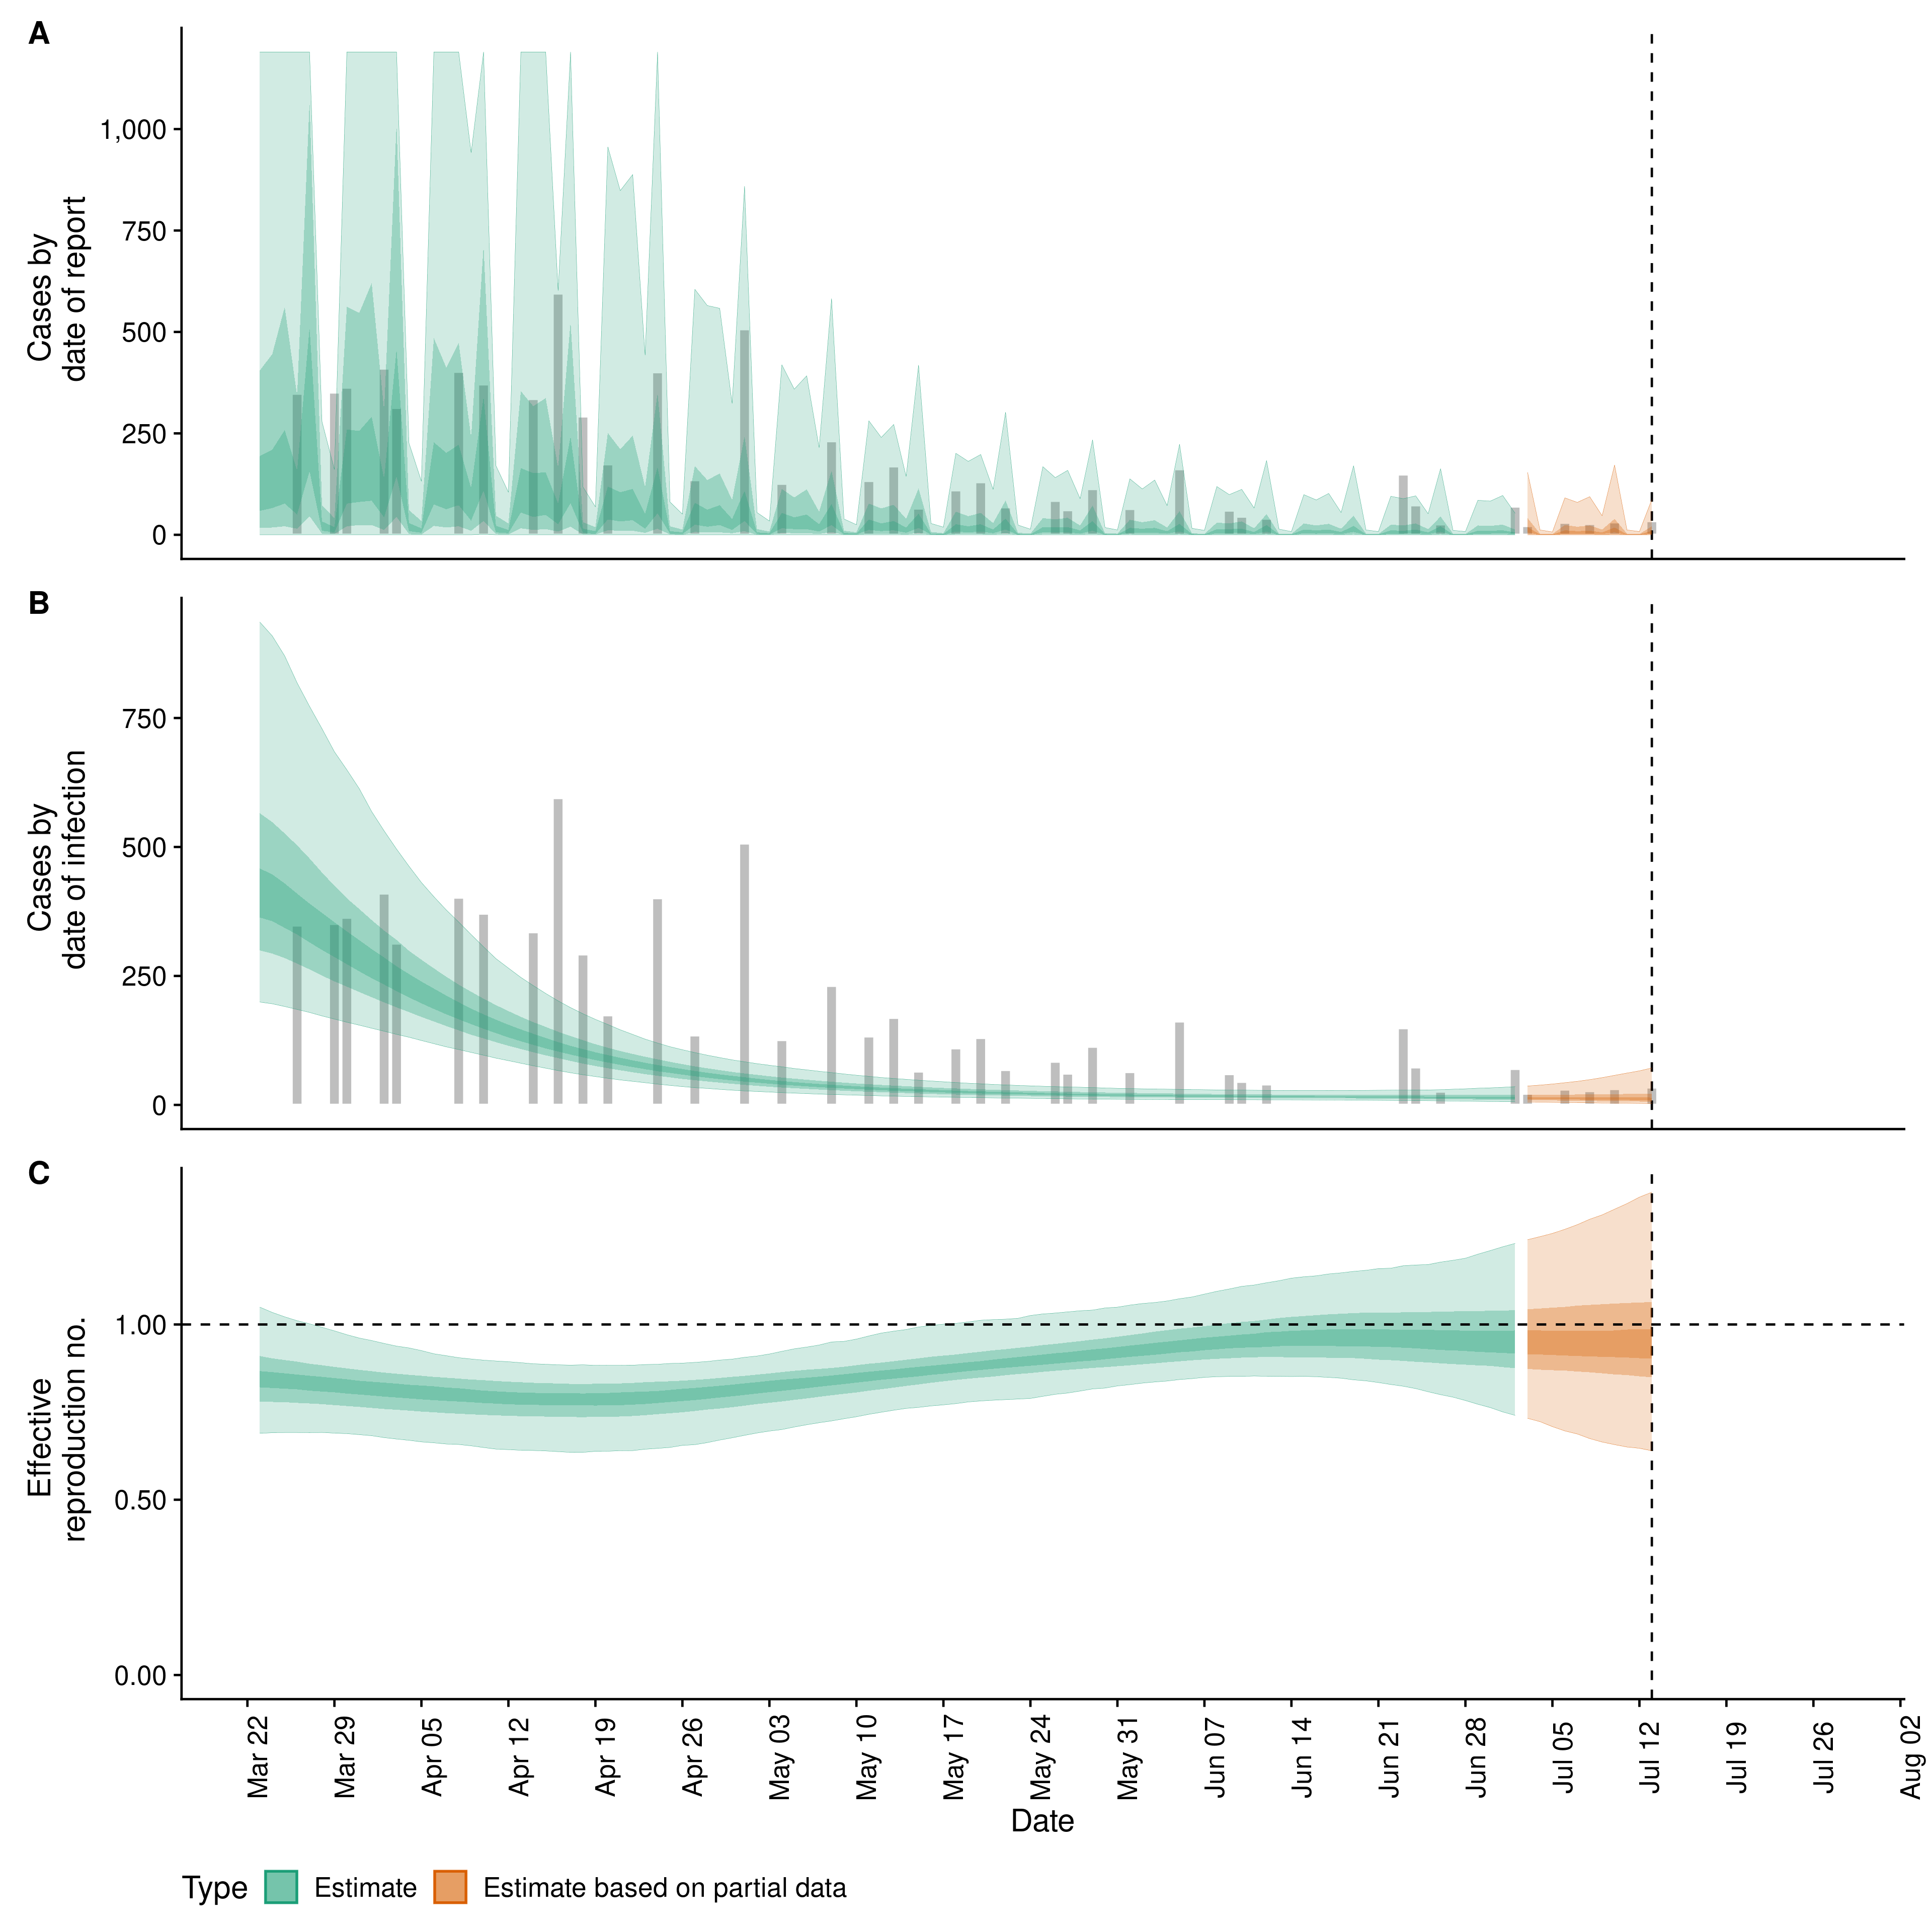 A
Cases by
date of report
1,000
750
500
250
0
B
Cases by
date of infection
750
500
250
0
C
Effective
reproduction no.
1.00
0.50
0.00
Mar 22
Mar 29
Apr 05
Apr 12
Apr 19
Apr 26
May 03
May 10
May 17
May 24
May 31
Jun 07
Jun 14
Jun 21
Jun 28
Jul 05
Jul 12
Jul 19
Jul 26
Aug 02
Date
Type Estimate Estimate based on partial data